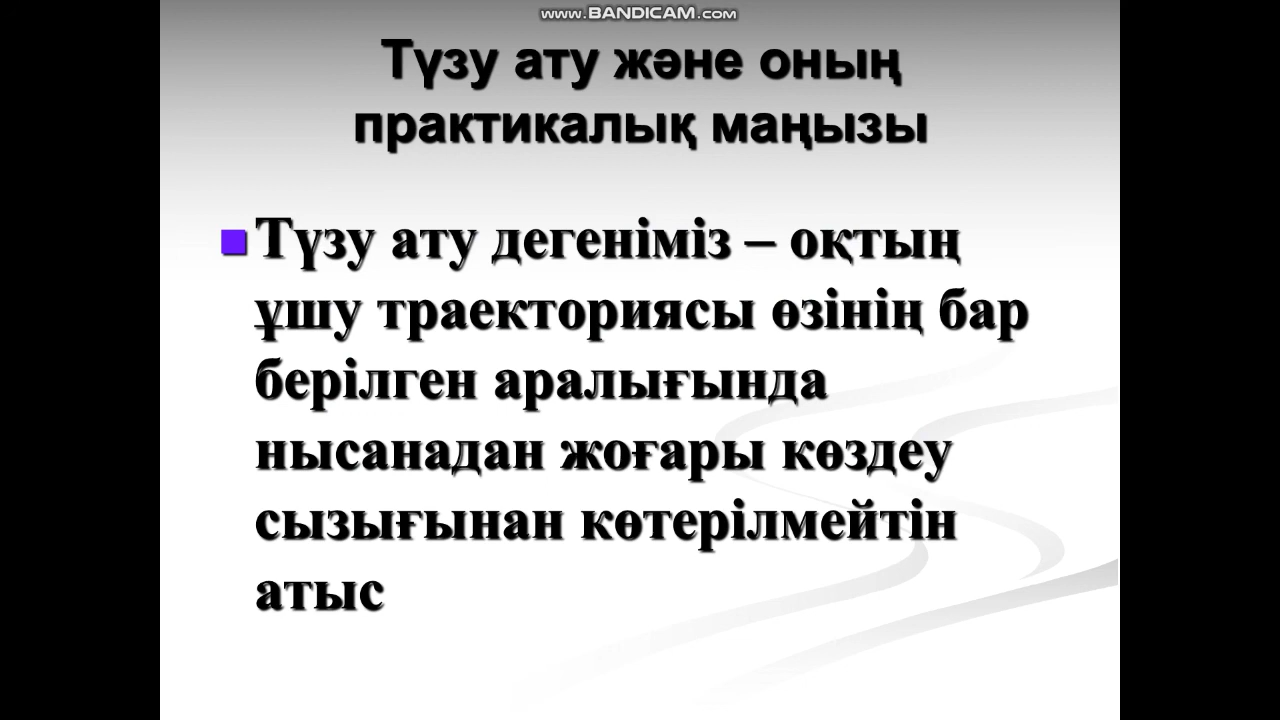 www.BANDICAM.com
Түзу ату және оның
практикалық маңызы
Түзу ату дегеніміз – оқтың
ұшу траекториясы өзінің бар
берілген аралығында
нысанадан жоғары көздеу
сызығынан көтерілмейтін
атыс